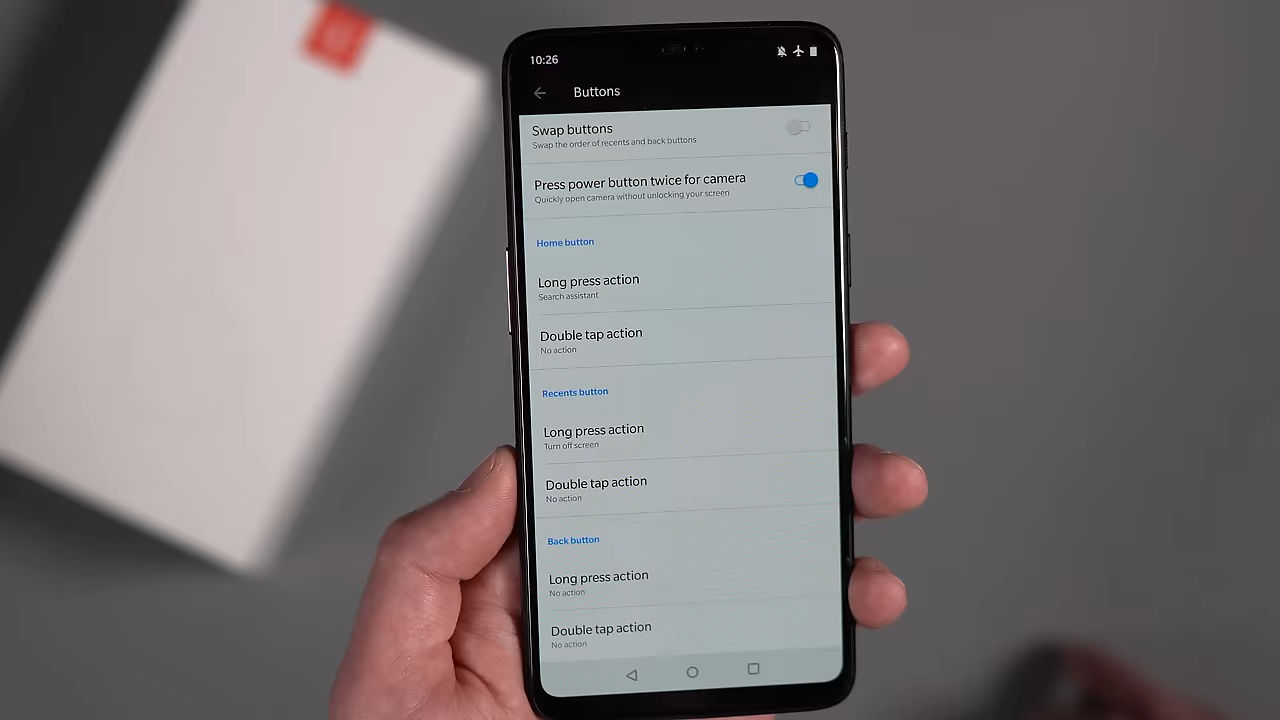 10:26
Buttons
Swap buttons
Swap the order of recents and back buttons
Press power button twice for camera
Quickly open camera without unlocking your screen
Home button
Long press action
Search assistant
Double tap action
No action
Recents button
Long press action
Turn off screen
Double tap action
No action
Back button
Long press action
No action
Double tap action
No action